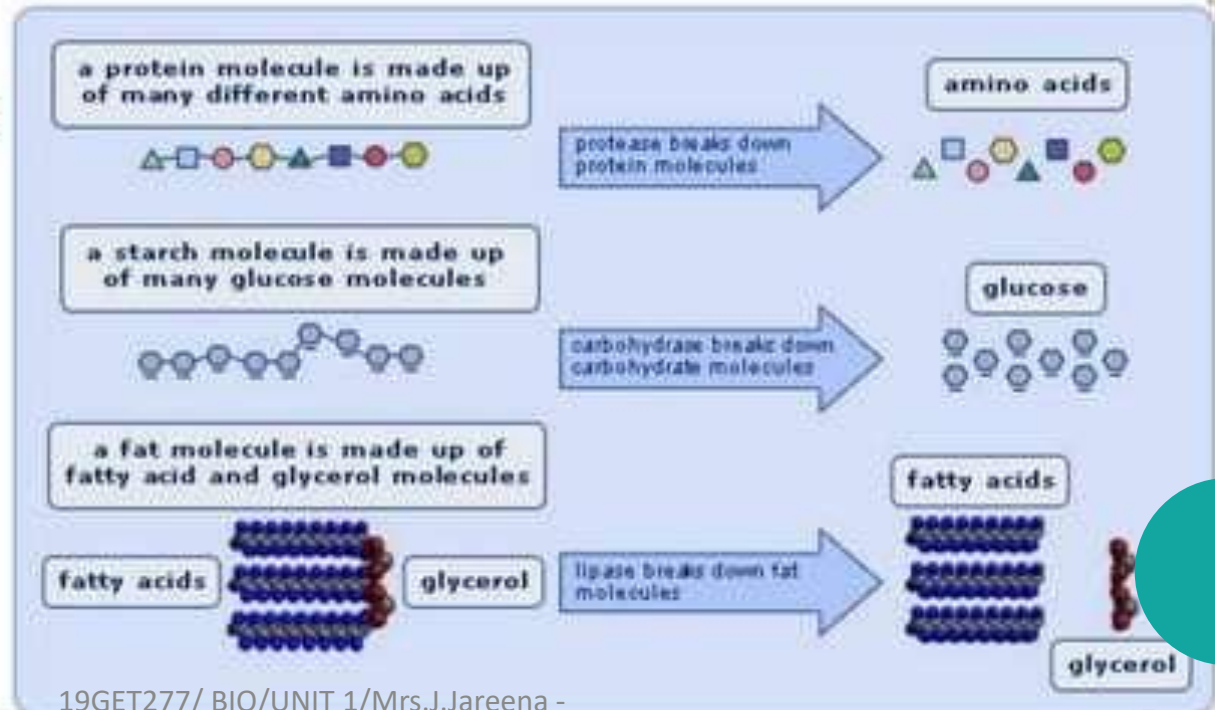 a protein molecule is made up
of many different amino acids
protease breaks down
protein molecules
amino acids
a starch molecule is made up
of many glucose molecules
carbohydrase breaks down
carbohydrate molecules
glucose
a fat molecule is made up of
fatty acid and glycerol molecules
fatty acids
glycerol
lipase breaks down fat
molecules
fatty acids
glycerol
19GET277/ BIO/UNIT 1/Mrs.J.Jareena -